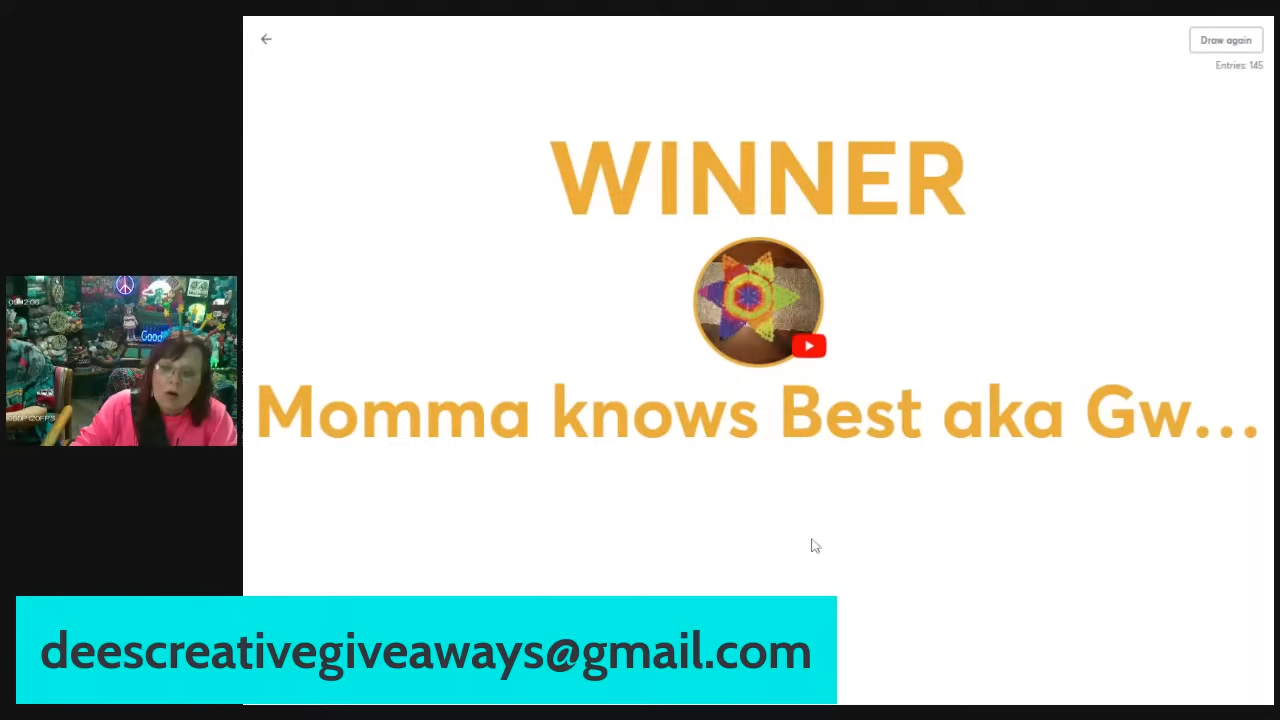 Draw again
Entries: 145
WINNER
Momma knows Best aka Gw...
Good
deescreativegiveaways@gmail.com